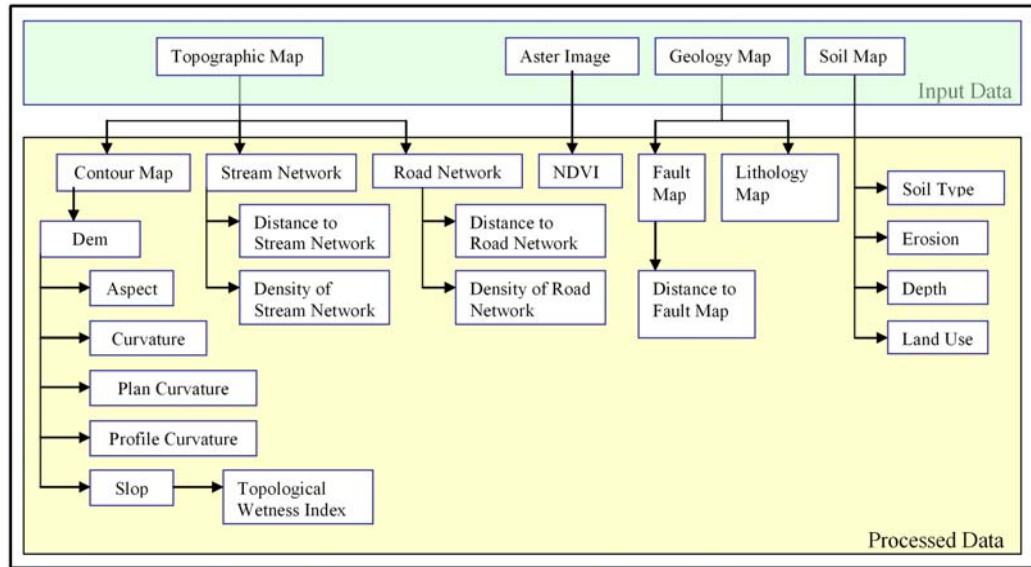 Topographic Map
Aster Image
Geology Map
Soil Map
Input Data
Contour Map
Stream Network
Road Network
NDVI
Fault
Map
Lithology
Map
Soil Type
Dem
Distance to
Stream Network
Distance to
Road Network
Erosion
Aspect
Density of
Stream Network
Density of Road
Network
Distance to
Fault Map
Depth
Curvature
Land Use
Plan Curvature
Profile Curvature
Slop
Topological
Wetness Index
Processed Data